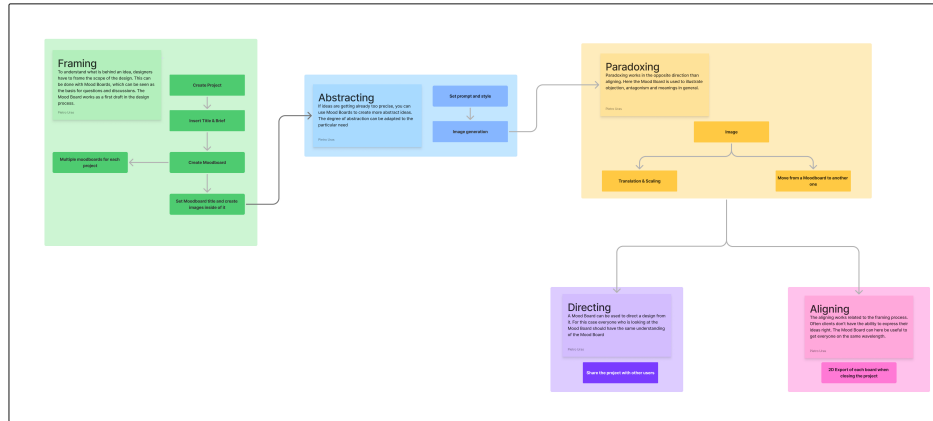 Framing
To understand what is behind an idea, designers
have to frame the scope of the design. This can
be done with Mood Boards, which can be seen as
the basis for questions and discussions. The
Mood Board works as a first draft in the design
process.
Create Project
Insert Title & Brief
Multiple moodboards for each
project
Create Moodboard
Set Moodboard title and create
images inside of it
Abstracting
If ideas are getting already too precise, you can
use Mood Boards to create more abstract ideas.
The degree of abstraction can be adapted to the
particular need
Set prompt and style
Image generation
Paradoxing
Paradoxing works in the opposite direction than
aligning. Here the Mood Board is used to illustrate
objection, antagonism and meanings in general.
Image
Translation & Scaling
Move from a Moodboard to another
one
Directing
A Mood Board can be used to direct a design from
it. For this case everyone who is looking at the
Mood Board should have the same understanding
of the Mood Board
Share the project with other users
Aligning
The aligning works related to the framing process.
Often clients don't have the ability to express their
ideas right. The Mood Board can here be useful to
get everyone on the same wavelength.
2D Export of each board when
closing the project